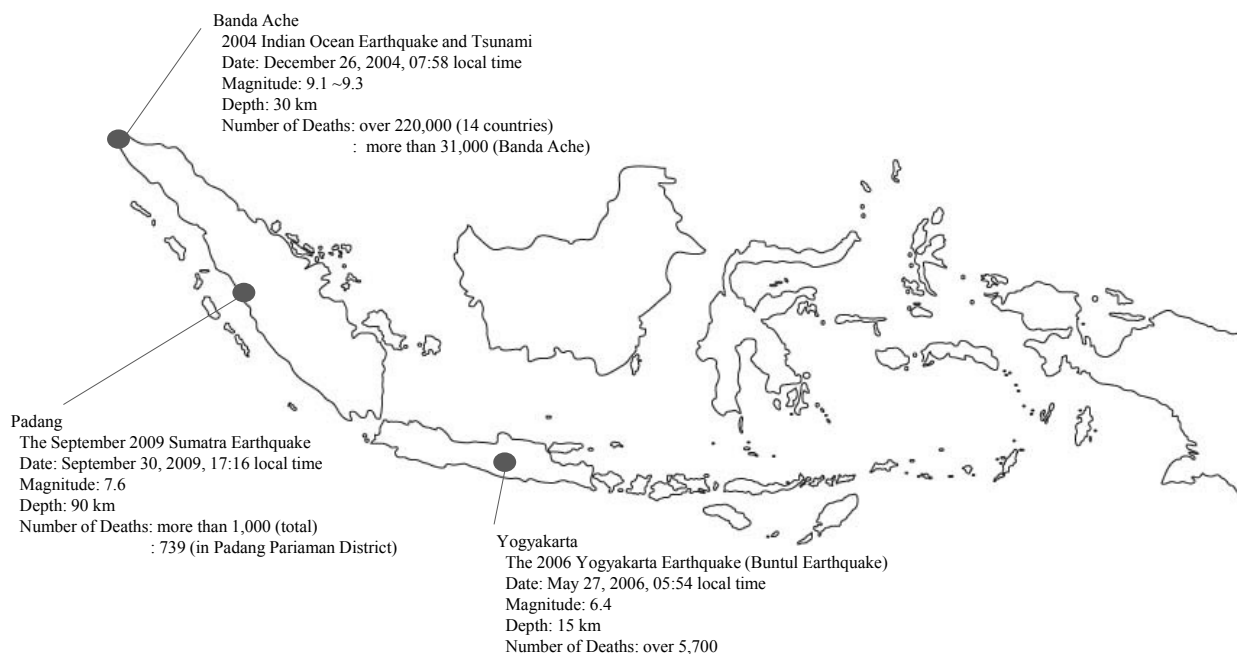 Banda Ache
2004 Indian Ocean Earthquake and Tsunami
Date: December 26, 2004, 07:58 local time
Magnitude: 9.1 ~9.3
Depth: 30 km
Number of Deaths: over 220,000 (14 countries)
: more than 31,000 (Banda Ache)
Padang
The September 2009 Sumatra Earthquake
Date: September 30, 2009, 17:16 local time
Magnitude: 7.6
Depth: 90 km
Number of Deaths: more than 1,000 (total)
: 739 (in Padang Pariaman District)
Yogyakarta
The 2006 Yogyakarta Earthquake (Buntul Earthquake)
Date: May 27, 2006, 05:54 local time
Magnitude: 6.4
Depth: 15 km
Number of Deaths: over 5,700